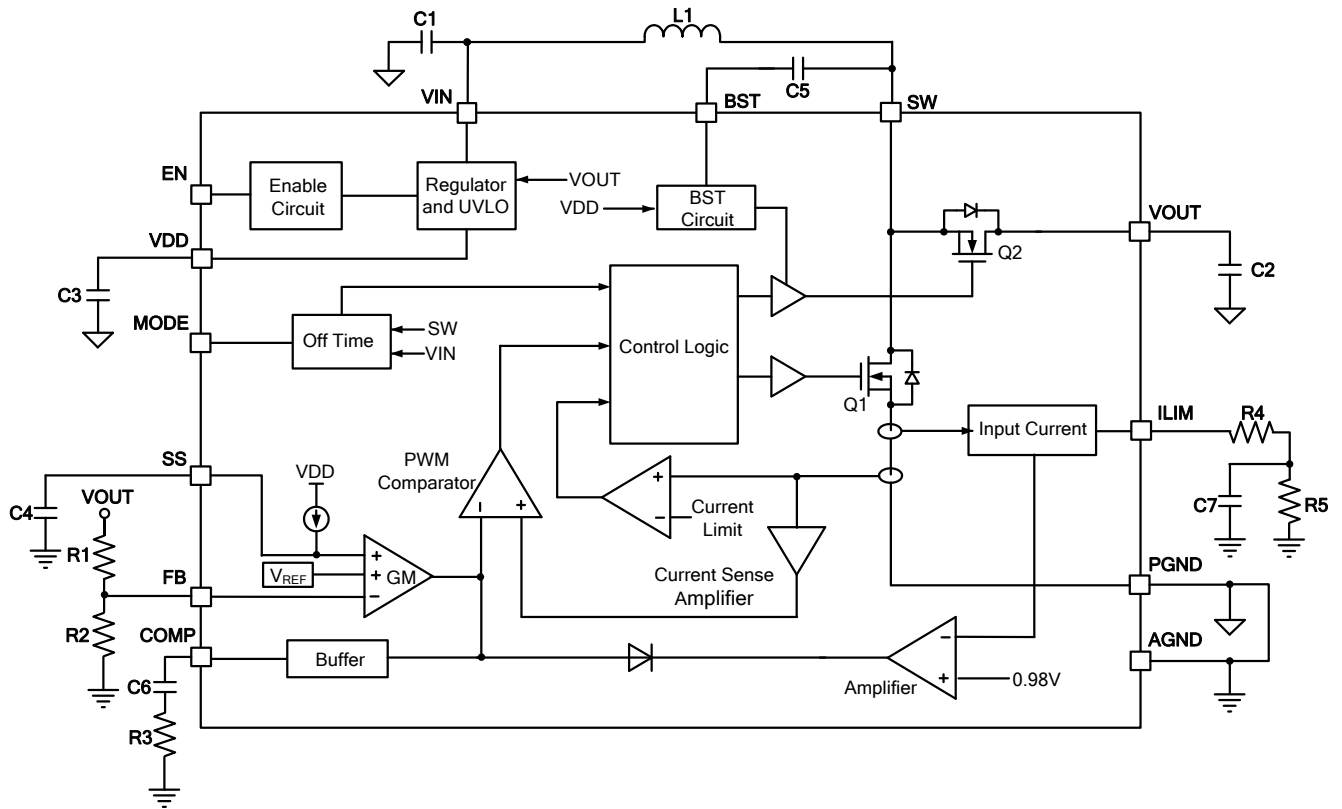 C1
L1
C5
VIN
BST
SW
EN
Enable
Circuit
Regulator
and UVLO
VOUT
VDD
BST
Circuit
VOUT
VDD
Q2
C2
C3
MODE
Off Time
SW
VIN
Control Logic
Q1
Input Current
ILIM
R4
SS
VDD
PWM
Comparator
+
−
Current
Limit
C7
R5
C4
VOUT
R1
− +
Current Sense
Amplifier
FB
VREF
+
+
−
GM
PGND
R2
COMP
Buffer
−
+
Amplifier
0.98V
AGND
C6
R3